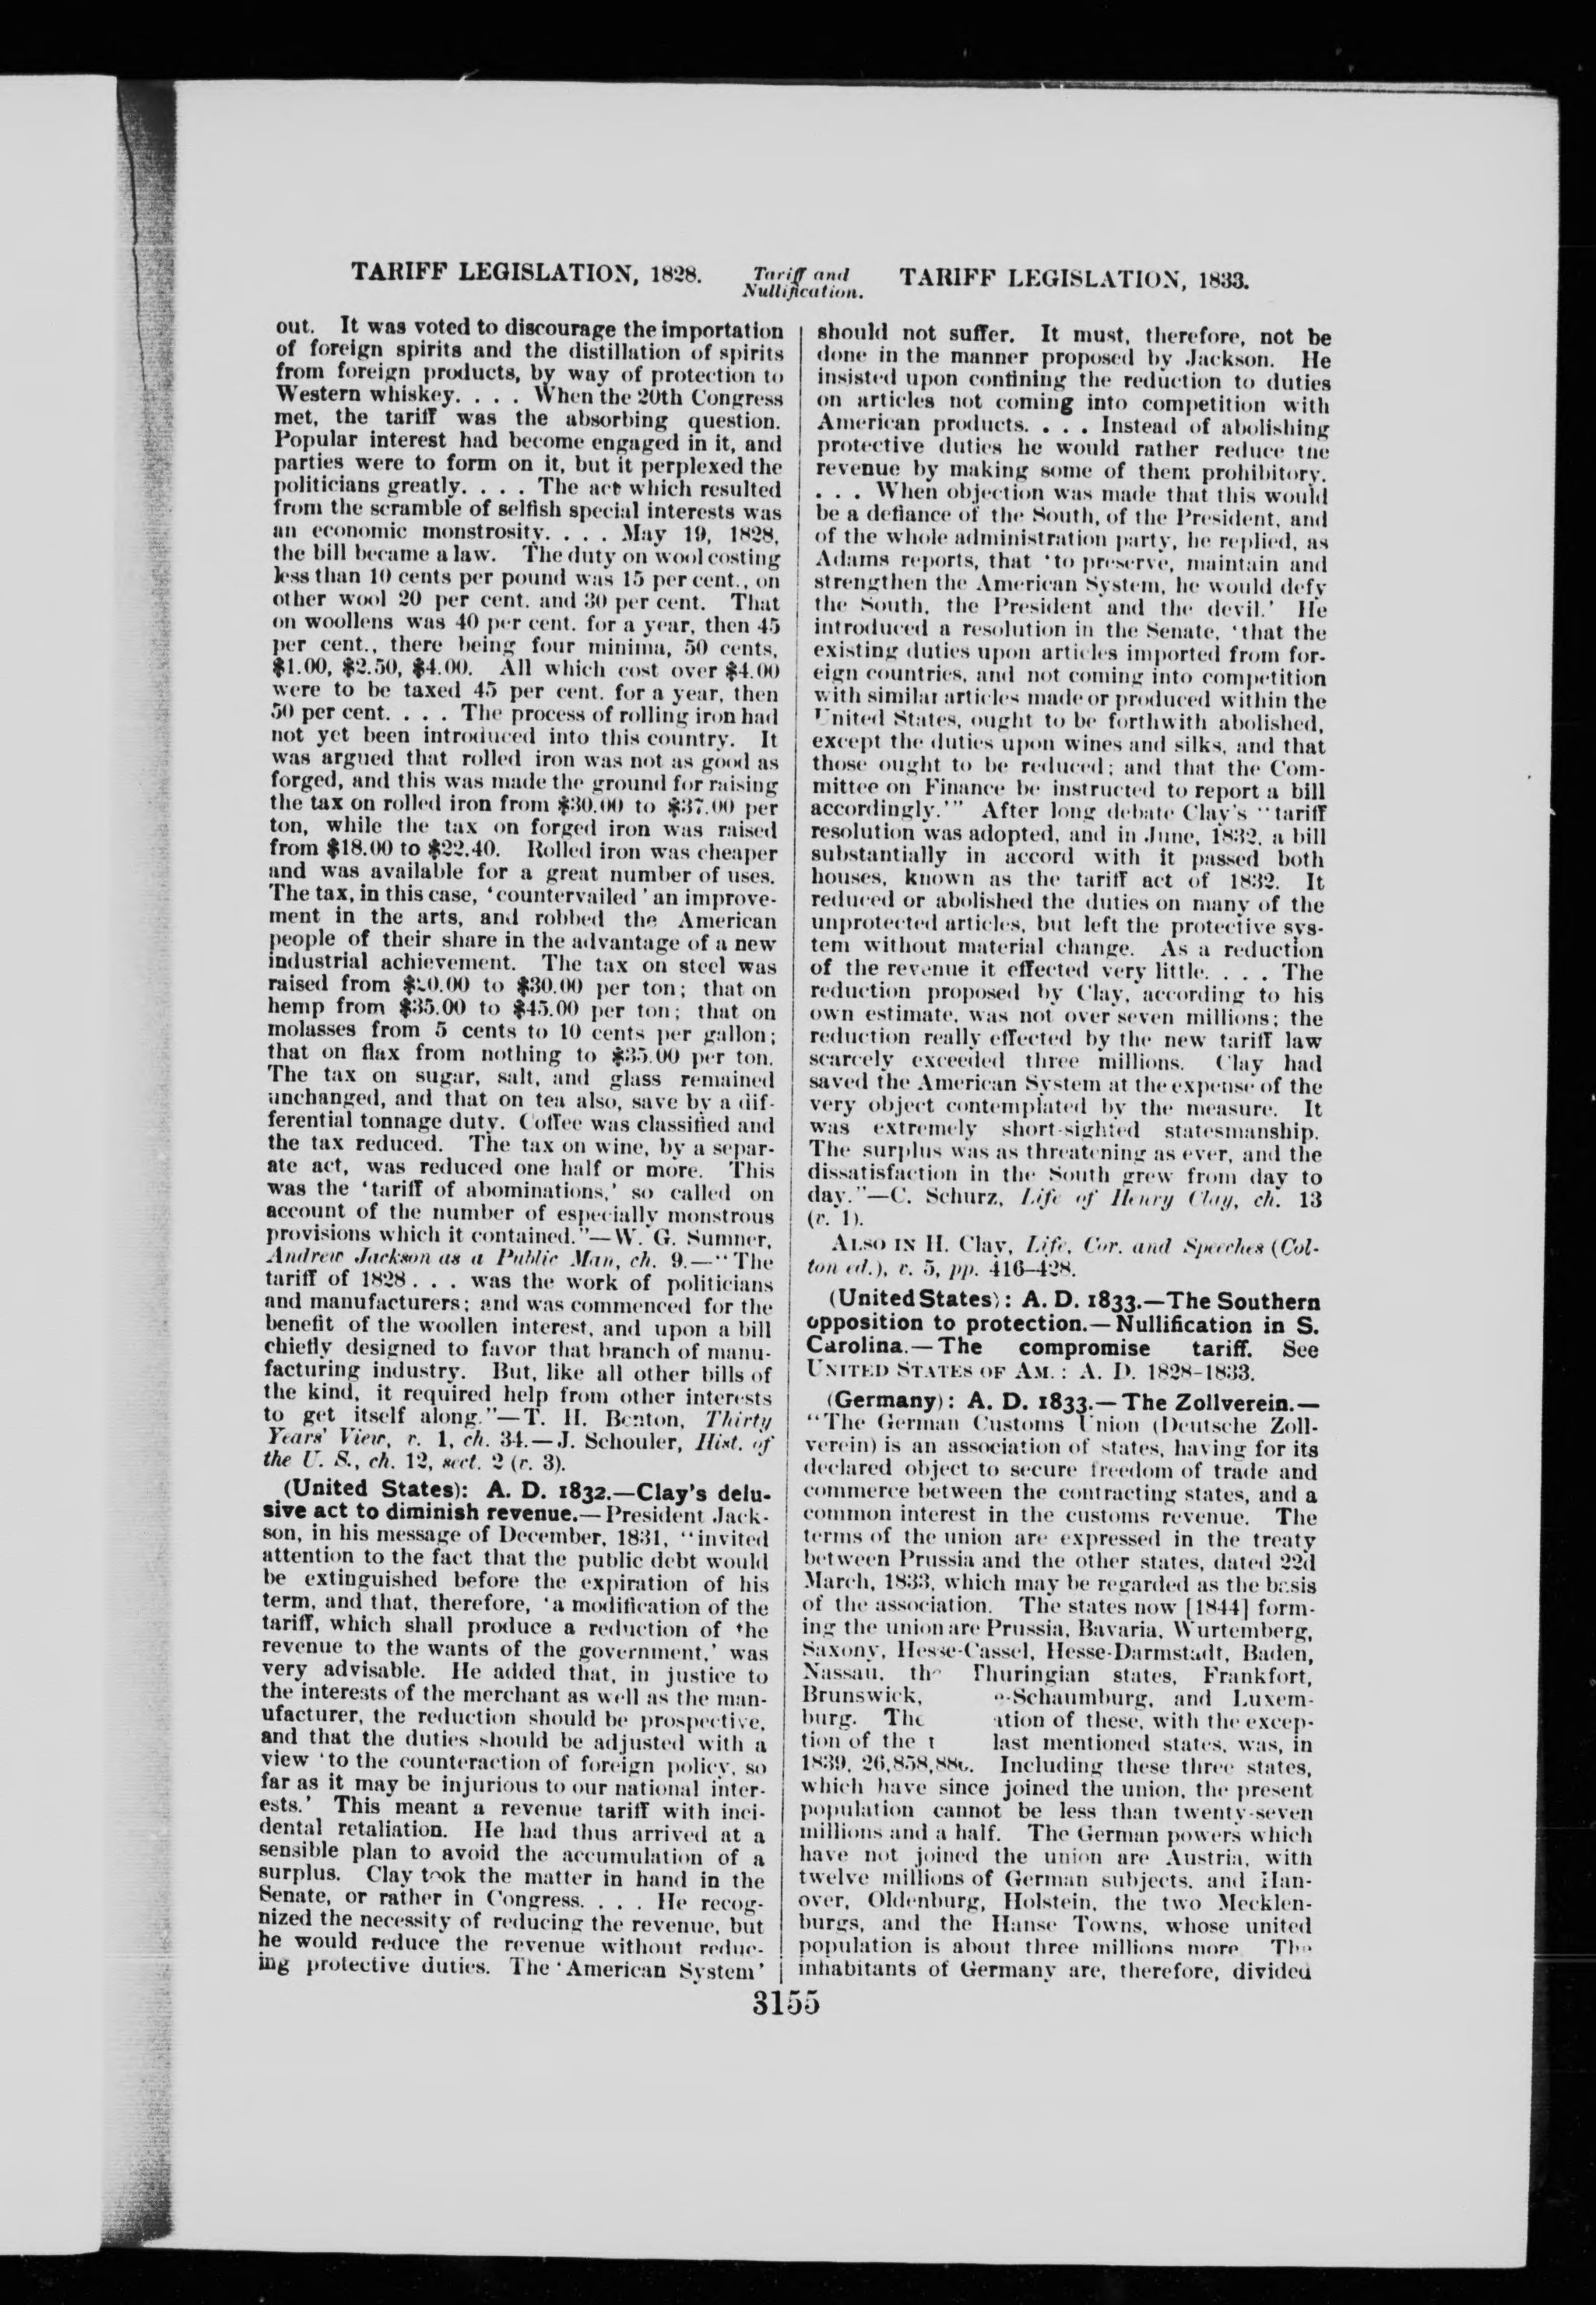 TARIFF LEGISLATION, 1828.
Tariff and
Nullification.
TARIFF LEGISLATION, 1833.
out. It was voted to discourage the importation
of foreign spirits and the distillation of spirits
from foreign products, by way of protection to
Western whiskey. . . . When the 20th Congress
met, the tariff was the absorbing question.
Popular interest had become engaged in it, and
parties were to form on it, but it perplexed the
politicians greatly. . . . The act which resulted
from the scramble of selfish special interests was
an economic monstrosity. . . . May 19, 1828,
the bill became a law. The duty on wool costing
less than 10 cents per pound was 15 per cent., on
other wool 20 per cent. and 30 per cent. That
on woollens was 40 per cent. for a year, then 45
per cent., there being four minima, 50 cents,
$1.00, $2.50, $4.00. All which cost over $4.00
were to be taxed 45 per cent. for a year, then
50 per cent. . . . The process of rolling iron had
not yet been introduced into this country. It
was argued that rolled iron was not as good as
forged, and this was made the ground for raising
the tax on rolled iron from $30.00 to $37.00 per
ton, while the tax on forged iron was raised
from $18.00 to $22.40. Rolled iron was cheaper
and was available for a great number of uses.
The tax, in this case, 'countervailed' an improve-
ment in the arts, and robbed the American
people of their share in the advantage of a new
industrial achievement. The tax on steel was
raised from $20.00 to $30.00 per ton; that on
hemp from $35.00 to $45.00 per ton; that on
molasses from 5 cents to 10 cents per gallon;
that on flax from nothing to $35.00 per ton.
The tax on sugar, salt, and glass remained
unchanged, and that on tea also, save by a dif-
ferential tonnage duty. Coffee was classified and
the tax reduced. The tax on wine, by a separ-
ate act, was reduced one half or more. This
was the 'tariff of abominations,' so called on
account of the number of especially monstrous
provisions which it contained."—W. G. Sumner,
Andrew Jackson as a Public Man, ch. 9.—"The
tariff of 1828 . . . was the work of politicians
and manufacturers; and was commenced for the
benefit of the woollen interest, and upon a bill
chiefly designed to favor that branch of manu-
facturing industry. But, like all other bills of
the kind, it required help from other interests
to get itself along."—T. H. Benton, Thirty
Years' View, v. 1, ch. 34.—J. Schouler, Hist. of
the U. S., ch. 12, sect. 2 (v. 3).
(United States): A. D. 1832.—Clay's delu-
sive act to diminish revenue.—President Jack-
son, in his message of December, 1831, "invited
attention to the fact that the public debt would
be extinguished before the expiration of his
term, and that, therefore, 'a modification of the
tariff, which shall produce a reduction of the
revenue to the wants of the government,' was
very advisable. He added that, in justice to
the interests of the merchant as well as the man-
ufacturer, the reduction should be prospective,
and that the duties should be adjusted with a
view 'to the counteraction of foreign policy, so
far as it may be injurious to our national inter-
ests.' This meant a revenue tariff with inci-
dental retaliation. He had thus arrived at a
sensible plan to avoid the accumulation of a
surplus. Clay took the matter in hand in the
Senate, or rather in Congress. . . . He recog-
nized the necessity of reducing the revenue, but
he would reduce the revenue without reduc-
ing protective duties. The 'American System'
should not suffer. It must, therefore, not be
done in the manner proposed by Jackson. He
insisted upon confining the reduction to duties
on articles not coming into competition with
American products. . . . Instead of abolishing
protective duties he would rather reduce the
revenue by making some of them prohibitory.
. . . When objection was made that this would
be a defiance of the South, of the President, and
of the whole administration party, he replied, as
Adams reports, that 'to preserve, maintain and
strengthen the American System, he would defy
the South, the President and the devil.' He
introduced a resolution in the Senate, 'that the
existing duties upon articles imported from for-
eign countries, and not coming into competition
with similar articles made or produced within the
United States, ought to be forthwith abolished,
except the duties upon wines and silks, and that
those ought to be reduced; and that the Com-
mittee on Finance be instructed to report a bill
accordingly.'" After long debate Clay's "tariff
resolution was adopted, and in June, 1832, a bill
substantially in accord with it passed both
houses, known as the tariff act of 1832. It
reduced or abolished the duties on many of the
unprotected articles, but left the protective sys-
tem without material change. As a reduction
of the revenue it effected very little. . . . The
reduction proposed by Clay, according to his
own estimate, was not over seven millions; the
reduction really effected by the new tariff law
scarcely exceeded three millions. Clay had
saved the American System at the expense of the
very object contemplated by the measure. It
was extremely short-sighted statesmanship.
The surplus was as threatening as ever, and the
dissatisfaction in the South grew from day to
day."—C. Schurz, Life of Henry Clay, ch. 13
(v. 1).
ALSO IN H. Clay, Life, Cor. and Speeches (Col-
ton ed.), v. 5, pp. 416-428.
(United States): A. D. 1833.—The Southern
opposition to protection.—Nullification in S.
Carolina.—The compromise tariff. See
UNITED STATES OF AM.: A. D. 1828-1833.
(Germany): A. D. 1833.—The Zollverein.—
"The German Customs Union (Deutsche Zoll-
verein) is an association of states, having for its
declared object to secure freedom of trade and
commerce between the contracting states, and a
common interest in the customs revenue. The
terms of the union are expressed in the treaty
between Prussia and the other states, dated 22d
March, 1833, which may be regarded as the basis
of the association. The states now [1844] form-
ing the union are Prussia, Bavaria, Wurtemberg,
Saxony, Hesse-Cassel, Hesse-Darmstadt, Baden,
Nassau, the Thuringian states, Frankfort,
Brunswick, -Schaumburg, and Luxem-
burg. The ation of these, with the excep-
tion of the last mentioned states, was, in
1839, Including these three states,
which have since joined the union, the present
population cannot be less than twenty-seven
millions and a half. The German powers which
have not joined the union are Austria, with
twelve millions of German subjects, and Han-
over, Oldenburg, Holstein, the two Mecklen-
burgs, and the Hanse Towns, whose united
population is about three millions more The
inhabitants of Germany are, therefore, divided
3155